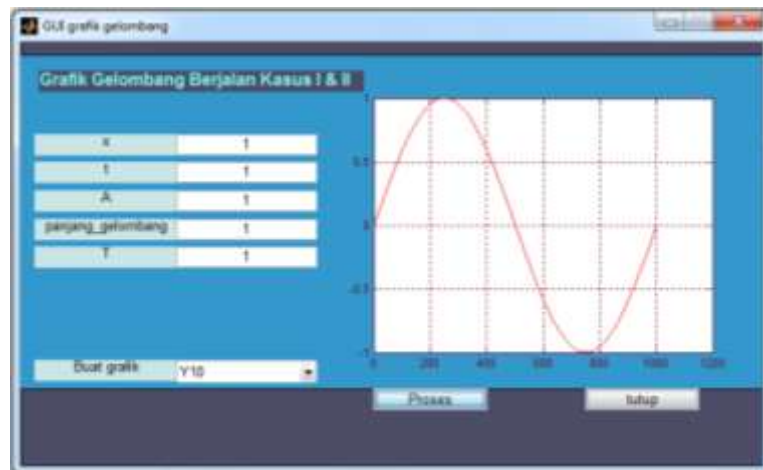 GUI grafik gelombang
Grafik Gelombang Berjalan Kasus I & II
x 1
t 1
A 1
panjang_gelombang 1
T 1
Buat grafik Y10
1
0.5
0
-0.5
-1
0 200 400 600 800 1000 1200
Proses tutup